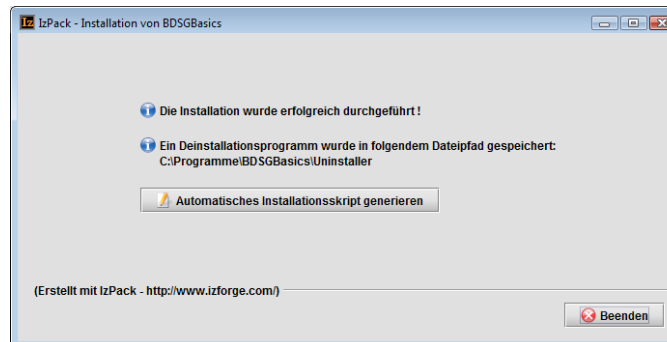 Iz IzPack - Installation von BDSGBasics
Die Installation wurde erfolgreich durchgeführt !
Ein Deinstallationsprogramm wurde in folgendem Dateipfad gespeichert:
C:\Programme\BDSGBasics\Uninstaller
Automatisches Installationsskript generieren
(Erstellt mit IzPack - http://www.izforge.com/)
Beenden